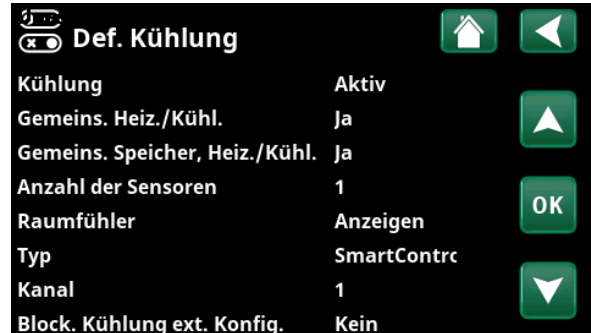 Def. Kühlung
Kühlung Aktiv
Gemeins. Heiz./Kühl. Ja
Gemeins. Speicher, Heiz./Kühl. Ja
Anzahl der Sensoren 1
OK
Raumfühler Anzeigen
Typ SmartContrc
Kanal 1
Block. Kühlung ext. Konfig. Kein